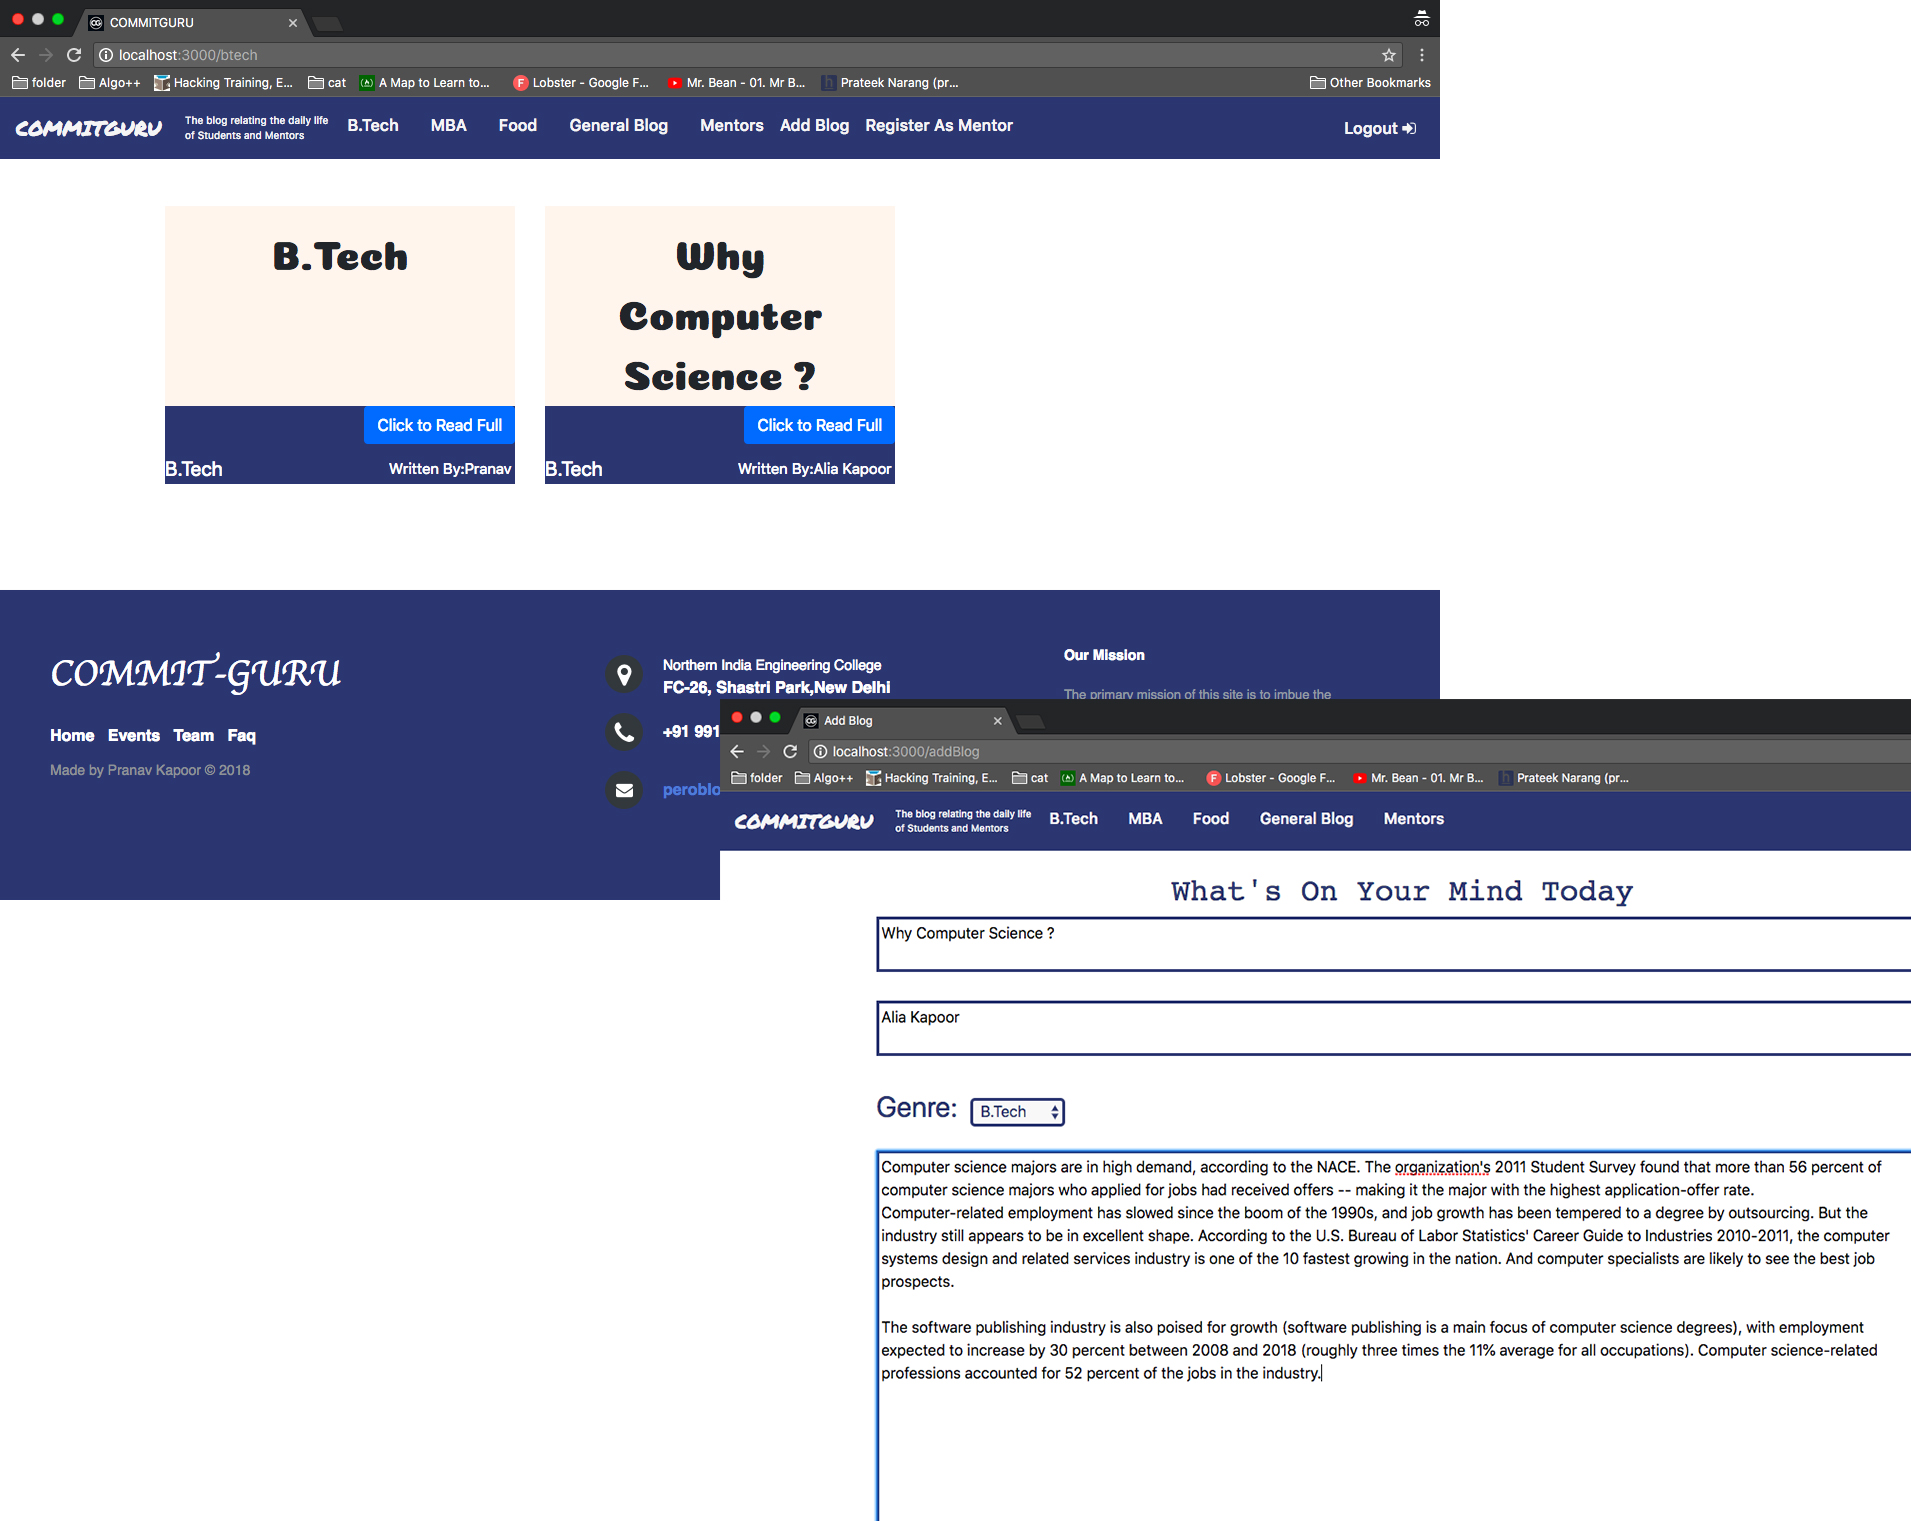 COMMITGURU
localhost:3000/btech
folder Algo++ Hacking Training, E... cat A Map to Learn to... Lobster - Google F... Mr. Bean - 01. Mr B... Prateek Narang (pr... Other Bookmarks
COMMITGURU The blog relating the daily life B.Tech MBA Food General Blog Mentors Add Blog Register As Mentor Logout
of Students and Mentors
B.Tech
Click to Read Full
B.Tech Written By:Pranav
Why
Computer
Science ?
Click to Read Full
B.Tech Written By:Alia Kapoor
COMMIT-GURU
Home Events Team Faq
Made by Pranav Kapoor © 2018
Northern India Engineering College
FC-26, Shastri Park,New Delhi
+91 991
peroblo
Our Mission
The primary mission of this site is to imbue the
Add Blog
localhost:3000/addBlog
folder Algo++ Hacking Training, E... cat A Map to Learn to... Lobster - Google F... Mr. Bean - 01. Mr B... Prateek Narang (pr...
COMMITGURU The blog relating the daily life B.Tech MBA Food General Blog Mentors
of Students and Mentors
What's On Your Mind Today
Why Computer Science ?
Alia Kapoor
Genre: B.Tech
Computer science majors are in high demand, according to the NACE. The organization's 2011 Student Survey found that more than 56 percent of
computer science majors who applied for jobs had received offers -- making it the major with the highest application-offer rate.
Computer-related employment has slowed since the boom of the 1990s, and job growth has been tempered to a degree by outsourcing. But the
industry still appears to be in excellent shape. According to the U.S. Bureau of Labor Statistics' Career Guide to Industries 2010-2011, the computer
systems design and related services industry is one of the 10 fastest growing in the nation. And computer specialists are likely to see the best job
prospects.
The software publishing industry is also poised for growth (software publishing is a main focus of computer science degrees), with employment
expected to increase by 30 percent between 2008 and 2018 (roughly three times the 11% average for all occupations). Computer science-related
professions accounted for 52 percent of the jobs in the industry.